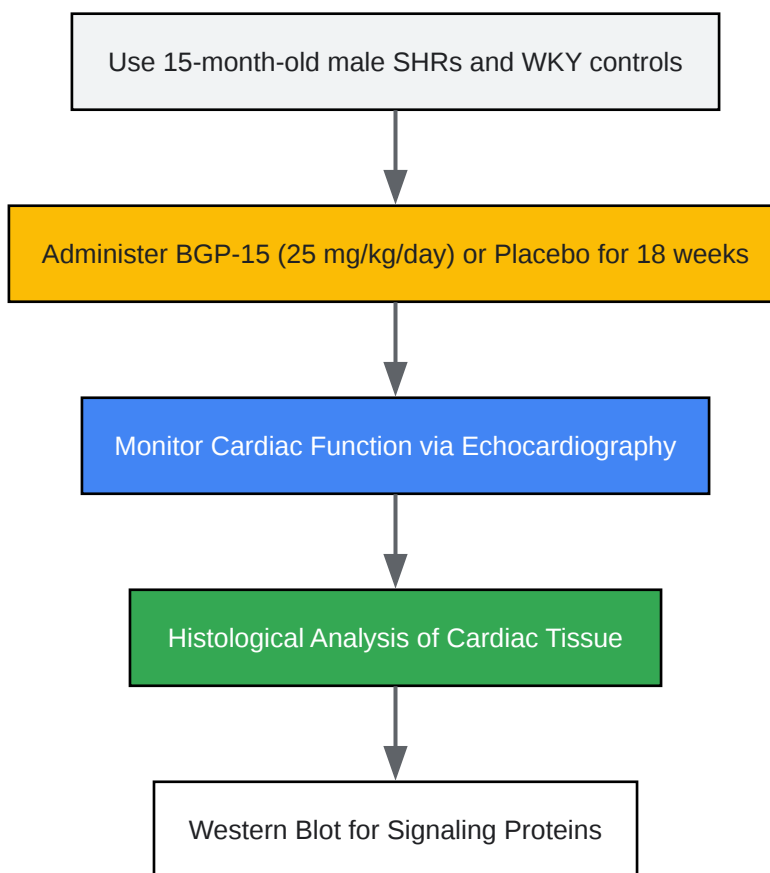 Use 15-month-old male SHRs and WKY controls
Administer BGP-15 (25 mg/kg/day) or Placebo for 18 weeks
Monitor Cardiac Function via Echocardiography
Histological Analysis of Cardiac Tissue
Western Blot for Signaling Proteins